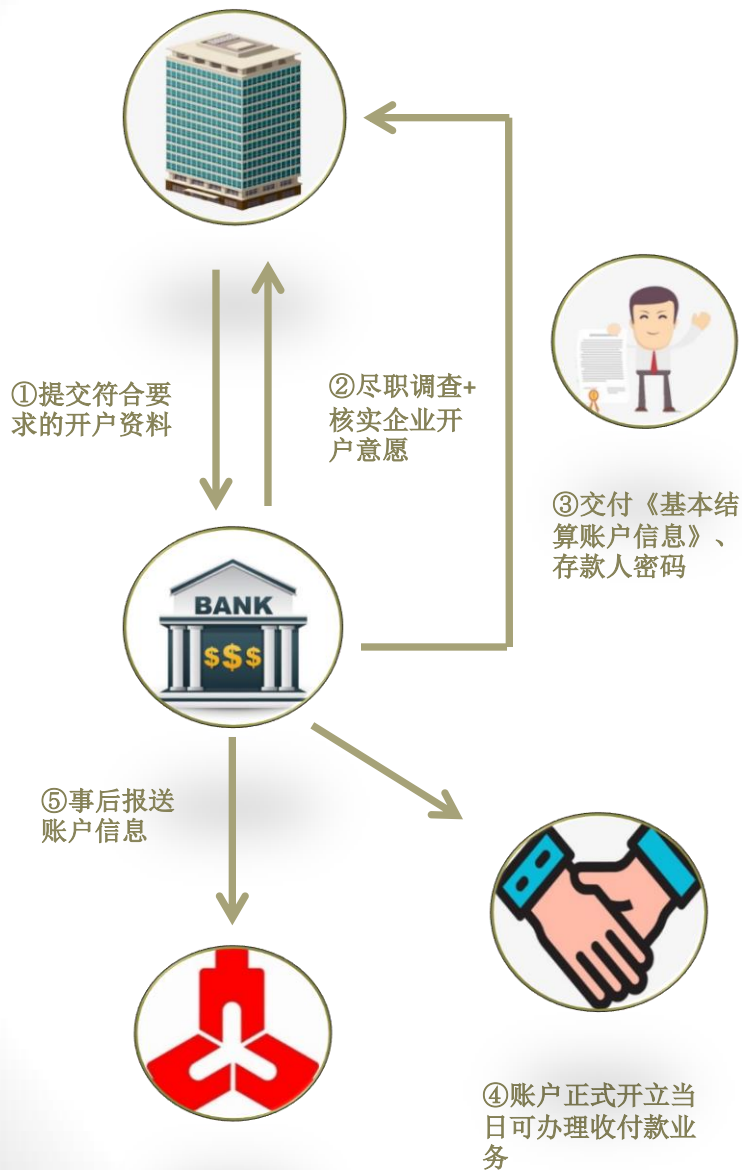 ①提交符合要
求的开户资料
②尽职调查+
核实企业开
户意愿
③交付《基本结
算账户信息》、
存款人密码
BANK
$$$
⑤事后报送
账户信息
④账户正式开立当
日可办理收付款业
务